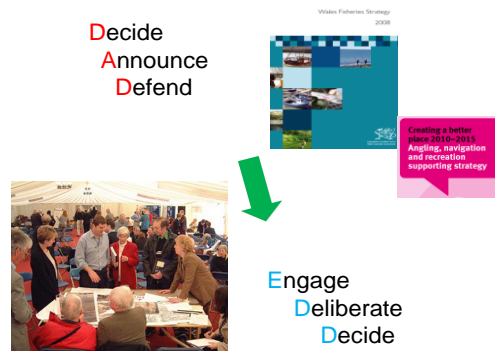 Decide
Announce
Defend
Wales Fisheries Strategy
2008
Creating a better
place 2010–2015
Angling, navigation
and recreation
supporting strategy
Engage
Deliberate
Decide